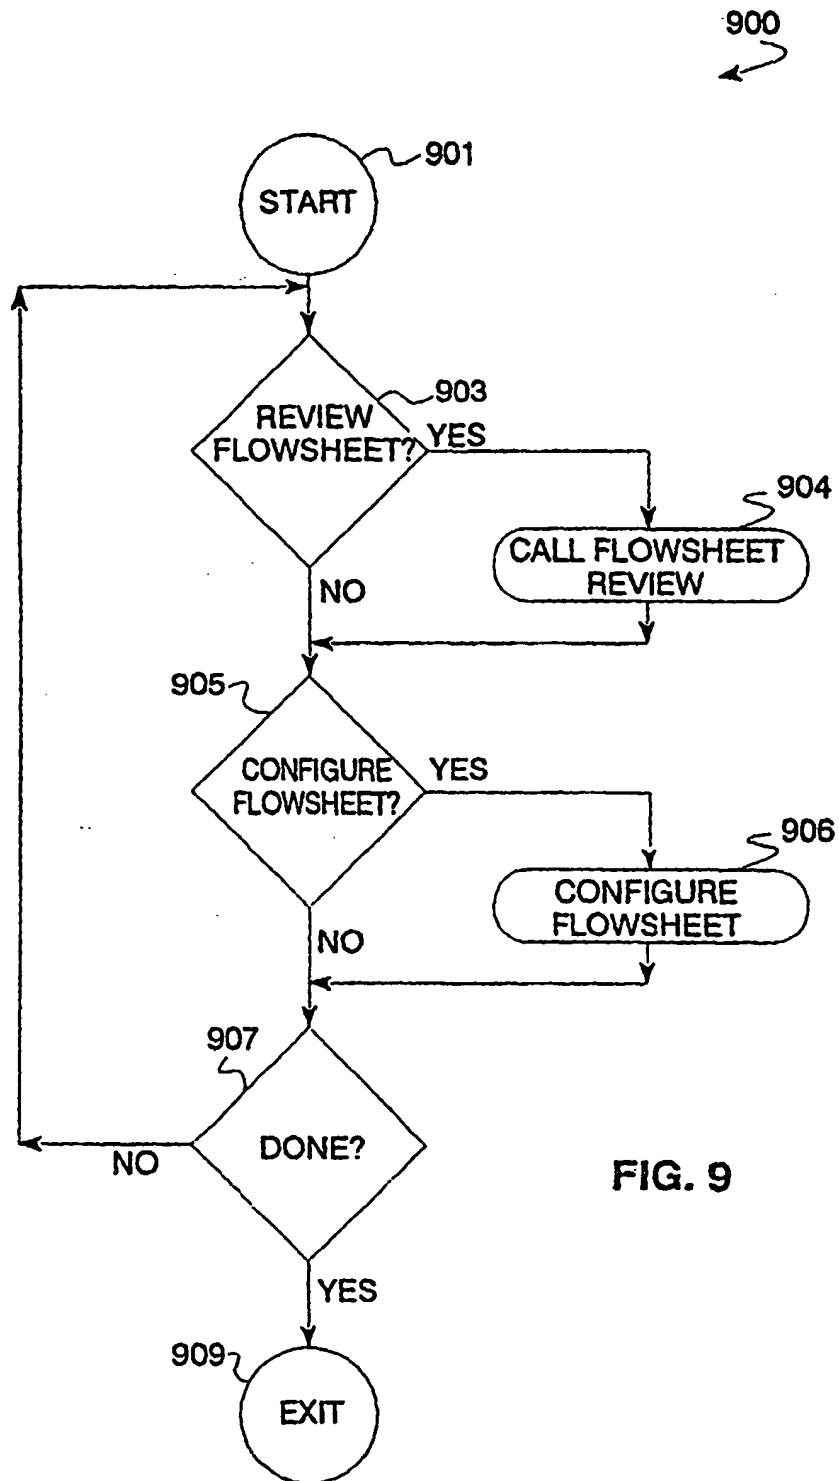 900
901
START
903
REVIEW
FLOWSHEET?
YES
904
CALL FLOWSHEET
REVIEW
NO
905
CONFIGURE
FLOWSHEET?
YES
906
CONFIGURE
FLOWSHEET
NO
907
DONE?
NO
FIG. 9
YES
909
EXIT